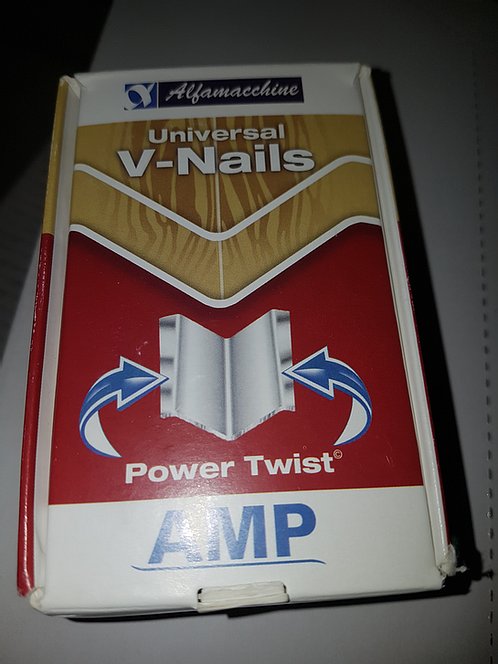 Alfamacchine
Universal
V-Nails
Power Twist©
AMP